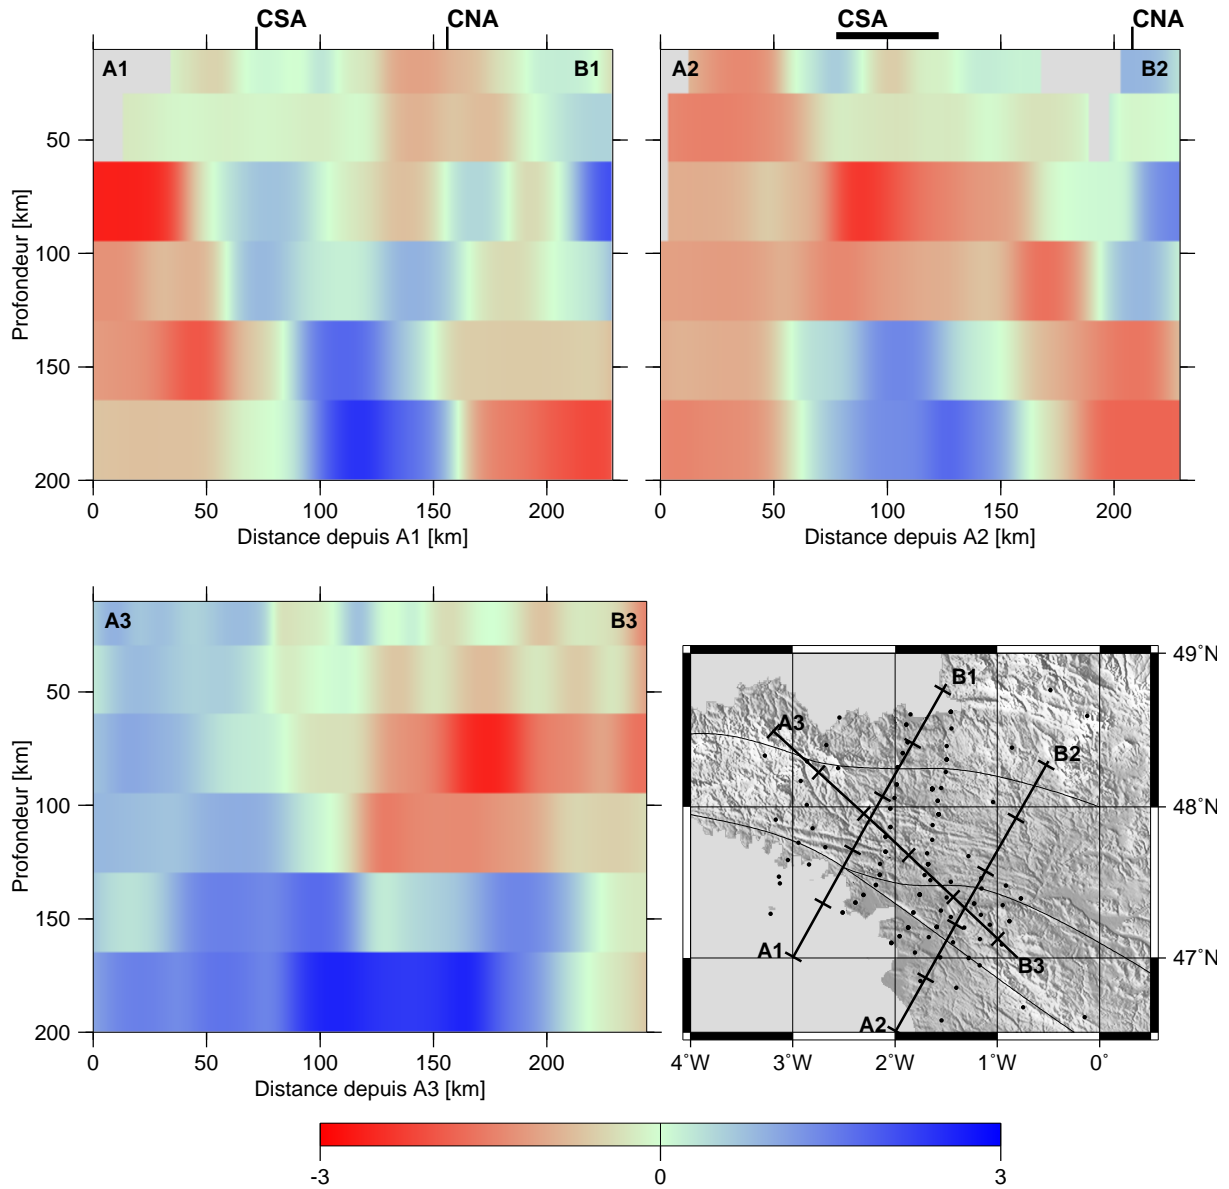 CSA CNA
A1 B1
50
100
150
200
Profondeur [km]
0 50 100 150 200
Distance depuis A1 [km]
CSA CNA
A2 B2
0 50 100 150 200
Distance depuis A2 [km]
A3 B3
50
100
150
200
Profondeur [km]
0 50 100 150 200
Distance depuis A3 [km]
49˚N
48˚N
47˚N
B1
A3
B2
A1
B3
A2
4˚W 3˚W 2˚W 1˚W 0˚
-3 0 3